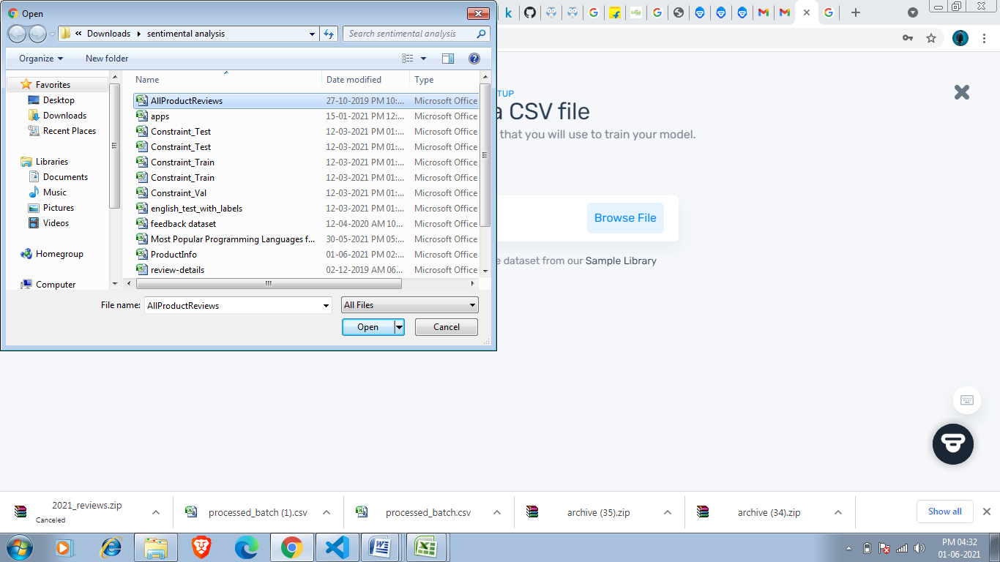 Open
« Downloads sentimental analysis
Search sentimental analysis
Organize New folder
Favorites
Desktop
Downloads
Recent Places
Libraries
Documents
Music
Pictures
Videos
Homegroup
Computer
Name Date modified Type
AllProductReviews 27-10-2019 PM 10:... Microsoft Office
apps 15-01-2021 PM 12:... Microsoft Office
Constraint_Test 12-03-2021 PM 01:... Microsoft Office
Constraint_Test 12-03-2021 PM 01:... Microsoft Office
Constraint_Train 12-03-2021 PM 01:... Microsoft Office
Constraint_Train 12-03-2021 PM 01:... Microsoft Office
Constraint_Val 12-03-2021 PM 01:... Microsoft Office
english_test_with_labels 12-03-2021 PM 01:... Microsoft Office
feedback dataset 12-04-2020 AM 10... Microsoft Office
Most Popular Programming Languages f... 30-05-2021 PM 05:... Microsoft Office
ProductInfo 01-06-2021 PM 02:... Microsoft Office
review-details 02-12-2019 AM 06... Microsoft Office
File name: AllProductReviews All Files
Open Cancel
TUP
a CSV file
that you will use to train your model.
Browse File
e dataset from our Sample Library
2021_reviews.zip
Canceled
processed_batch (1).csv
processed_batch.csv
archive (35).zip
archive (34).zip
Show all
PM 04:32
01-06-2021